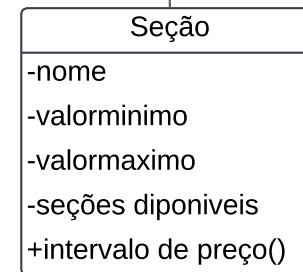 Seção
-nome
-valorminimo
-valormaximo
-seções diponiveis
+intervalo de preço()